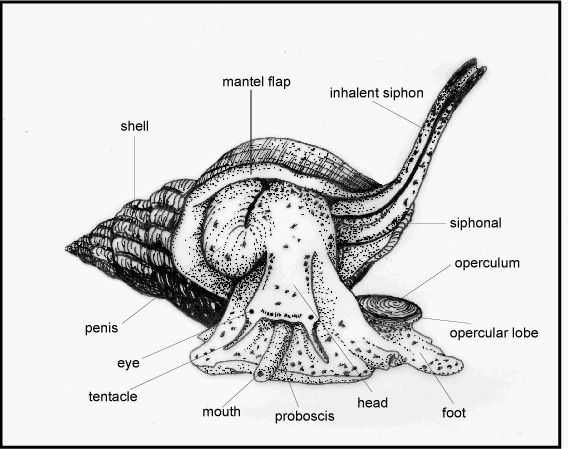 mantel flap
inhalent siphon
shell
siphonal
operculum
penis
opercular lobe
eye
tentacle
head
mouth
proboscis
foot